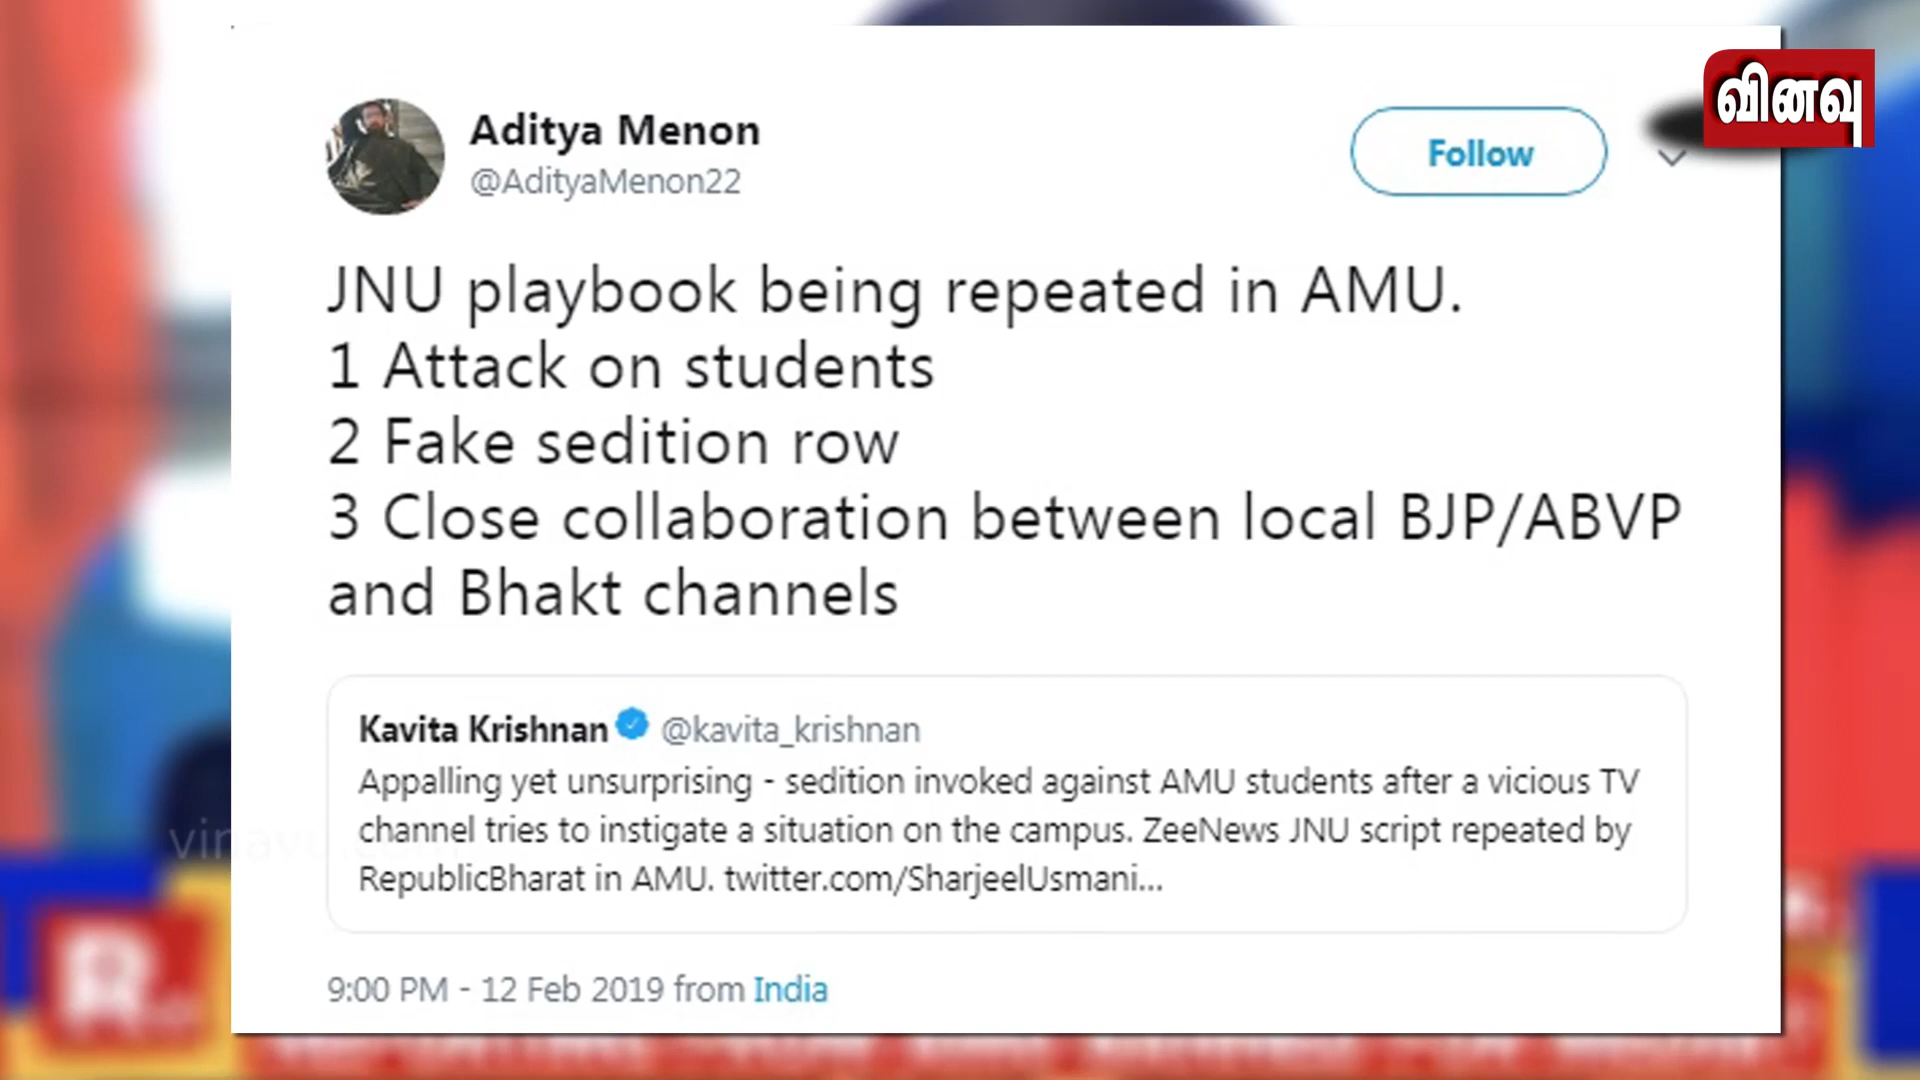 வினவு
Aditya Menon
@AdityaMenon22
Follow
JNU playbook being repeated in AMU.
1 Attack on students
2 Fake sedition row
3 Close collaboration between local BJP/ABVP
and Bhakt channels
Kavita Krishnan @kavita_krishnan
Appalling yet unsurprising - sedition invoked against AMU students after a vicious TV
channel tries to instigate a situation on the campus. ZeeNews JNU script repeated by
RepublicBharat in AMU. twitter.com/SharjeelUsmani...
vinavu.com
9:00 PM - 12 Feb 2019 from India
R